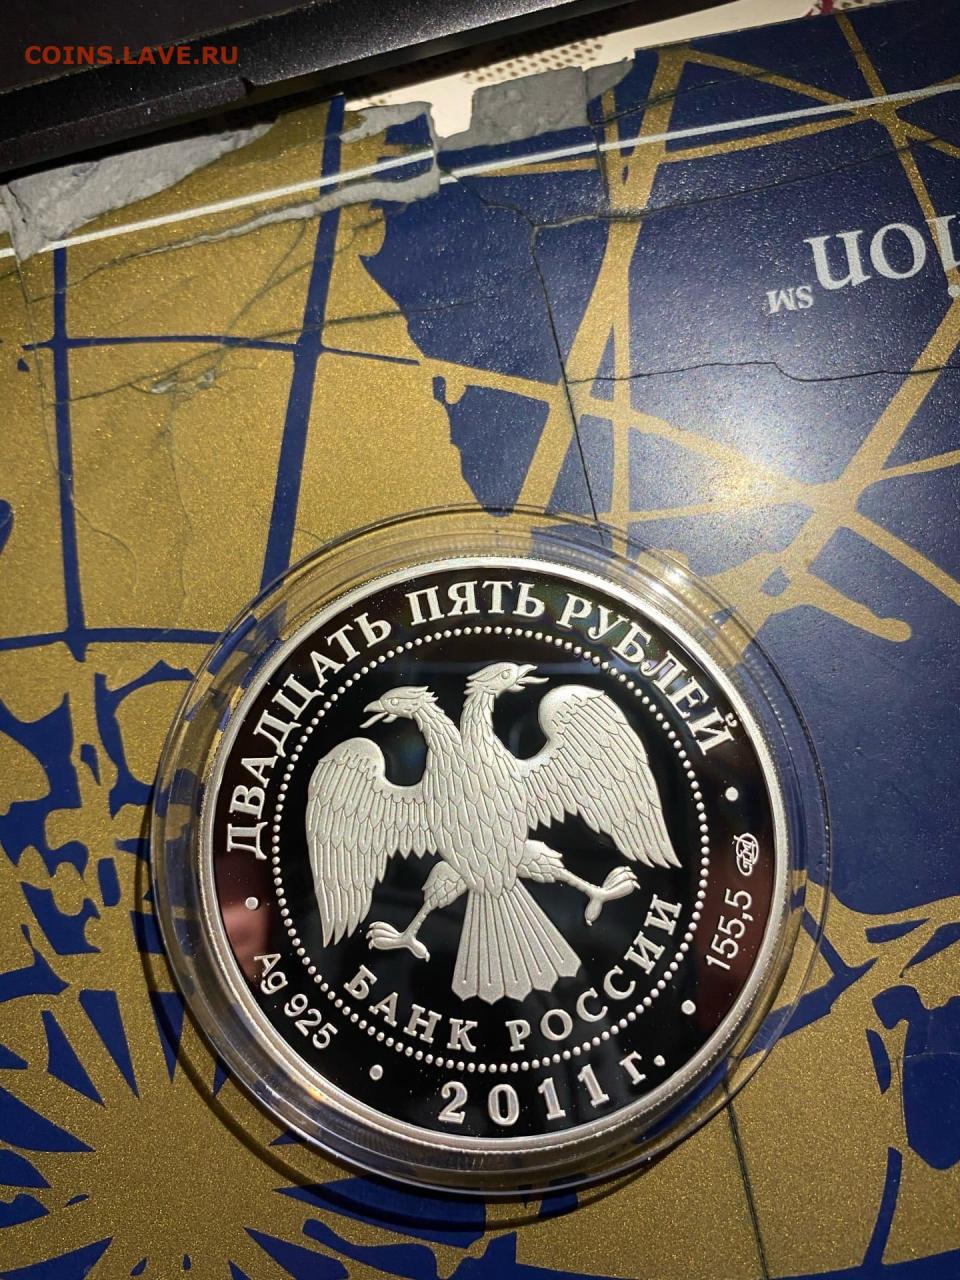 COINS.LAVE.RU
ion
SM
ДВАДЦАТЬ ПЯТЬ РУБЛЕЙ
155,5
Ag 925
БАНК РОССИИ
• 2011 г. •